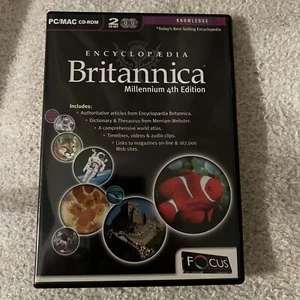 PC/MAC CD-ROM
2
KNOWLEDGE
"Today's Best-Selling Encyclopedia
ENCYCLOPÆDIA
Britannica
Millennium 4th Edition
Includes:
• Authoritative articles from Encyclopædia Britannica.
• Dictionary & Thesaurus from Merriam-Webster.
• A comprehensive world atlas.
• Timelines, videos & audio clips.
• Links to magazines on line & 167,000
Web sites.
FOCUS